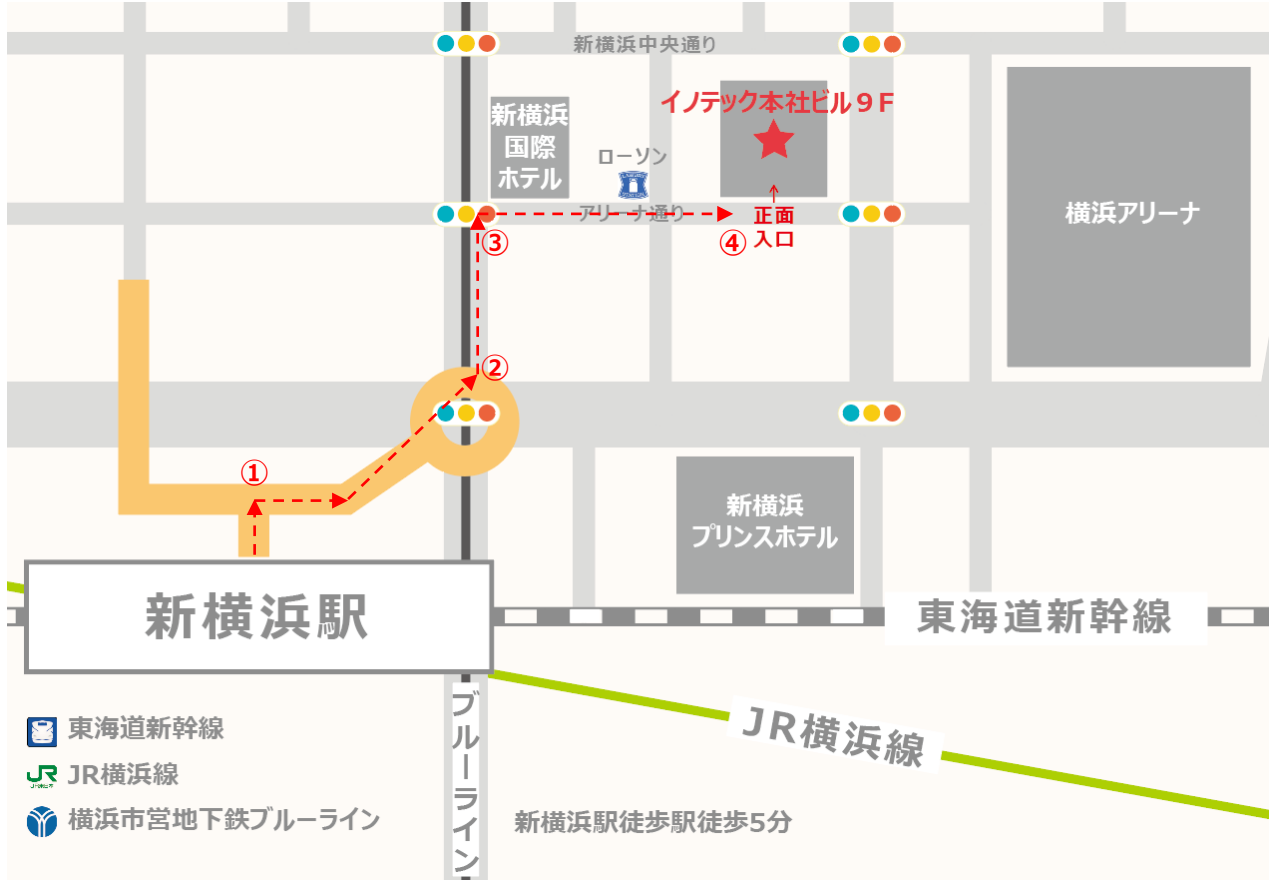 新横浜中央通り
イノテック本社ビル9F
新横浜
国際
ホテル
ローソン
アリーナ通り
正面
入口
横浜アリーナ
③
④
②
①
新横浜
プリンスホテル
新横浜駅
東海道新幹線
ブルーライン
JR横浜線
東海道新幹線
JR
JR横浜線
横浜市営地下鉄ブルーライン
新横浜駅徒歩駅徒歩5分